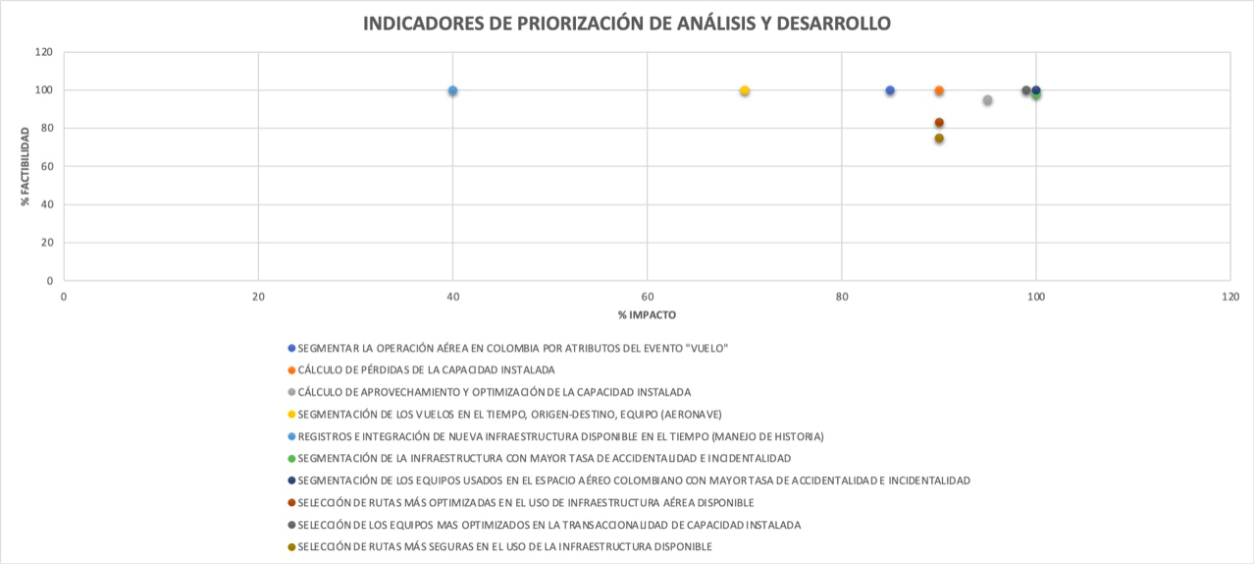 INDICADORES DE PRIORIZACIÓN DE ANÁLISIS Y DESARROLLO
120
100
80
60
40
20
0
% FACTIBILIDAD
0 20 40 60 80 100 120
% IMPACTO
SEGMENTAR LA OPERACIÓN AÉREA EN COLOMBIA POR ATRIBUTOS DEL EVENTO "VUELO"
CÁLCULO DE PÉRDIDAS DE LA CAPACIDAD INSTALADA
CÁLCULO DE APROVECHAMIENTO Y OPTIMIZACIÓN DE LA CAPACIDAD INSTALADA
SEGMENTACIÓN DE LOS VUELOS EN EL TIEMPO, ORIGEN-DESTINO, EQUIPO (AERONAVE)
REGISTROS E INTEGRACIÓN DE NUEVA INFRAESTRUCTURA DISPONIBLE EN EL TIEMPO (MANEJO DE HISTORIA)
SEGMENTACIÓN DE LA INFRAESTRUCTURA CON MAYOR TASA DE ACCIDENTALIDAD E INCIDENTALIDAD
SEGMENTACIÓN DE LOS EQUIPOS USADOS EN EL ESPACIO AÉREO COLOMBIANO CON MAYOR TASA DE ACCIDENTALIDAD E INCIDENTALIDAD
SELECCIÓN DE RUTAS MÁS OPTIMIZADAS EN EL USO DE INFRAESTRUCTURA AÉREA DISPONIBLE
SELECCIÓN DE LOS EQUIPOS MAS OPTIMIZADOS EN LA TRANSACCIONALIDAD DE CAPACIDAD INSTALADA
SELECCIÓN DE RUTAS MÁS SEGURAS EN EL USO DE LA INFRAESTRUCTURA DISPONIBLE